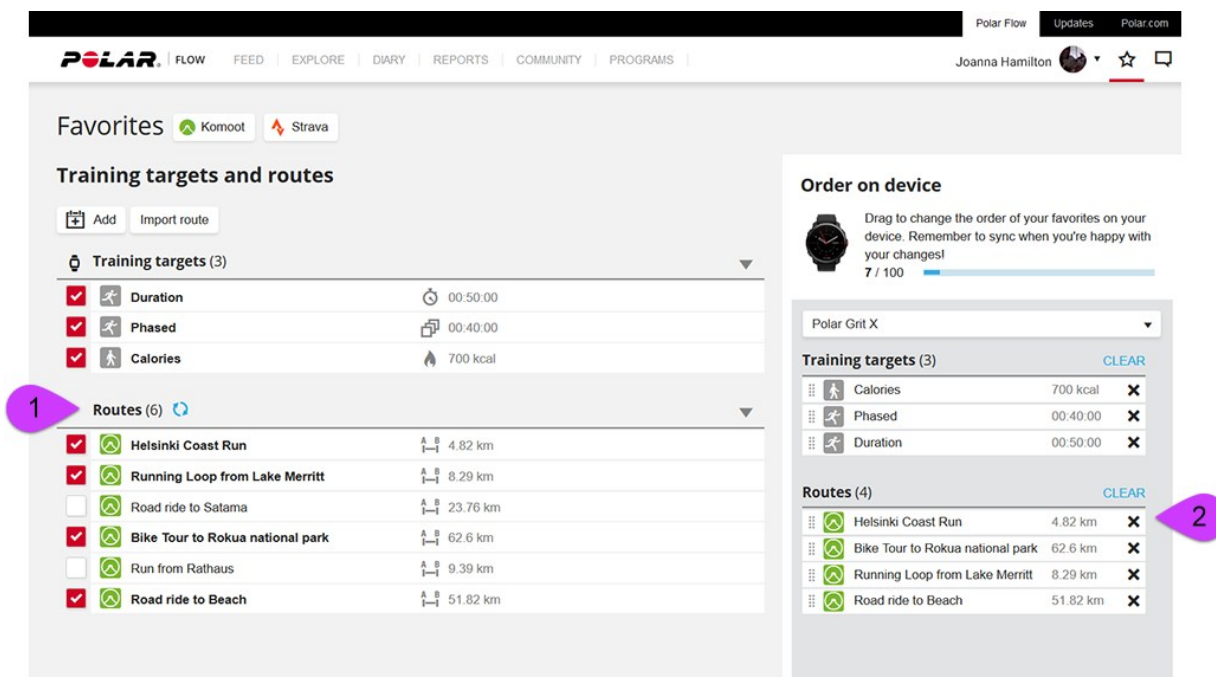 Polar Flow Updates Polar.com
POLAR. FLOW FEED EXPLORE DIARY REPORTS COMMUNITY PROGRAMS Joanna Hamilton
Favorites Komoot Strava
Training targets and routes
Add Import route
Training targets (3)
Duration 00:50:00
Phased 00:40:00
Calories 700 kcal
1
Routes (6)
Helsinki Coast Run A B 4.82 km
Running Loop from Lake Merritt A B 8.29 km
Road ride to Satama A B 23.76 km
Bike Tour to Rokua national park A B 62.6 km
Run from Rathaus A B 9.39 km
Road ride to Beach A B 51.82 km
Order on device
Drag to change the order of your favorites on your
device. Remember to sync when you're happy with
your changes!
7 / 100
Polar Grit X
Training targets (3) CLEAR
Calories 700 kcal
Phased 00:40:00
Duration 00:50:00
Routes (4) CLEAR
Helsinki Coast Run 4.82 km
2
Bike Tour to Rokua national park 62.6 km
Running Loop from Lake Merritt 8.29 km
Road ride to Beach 51.82 km